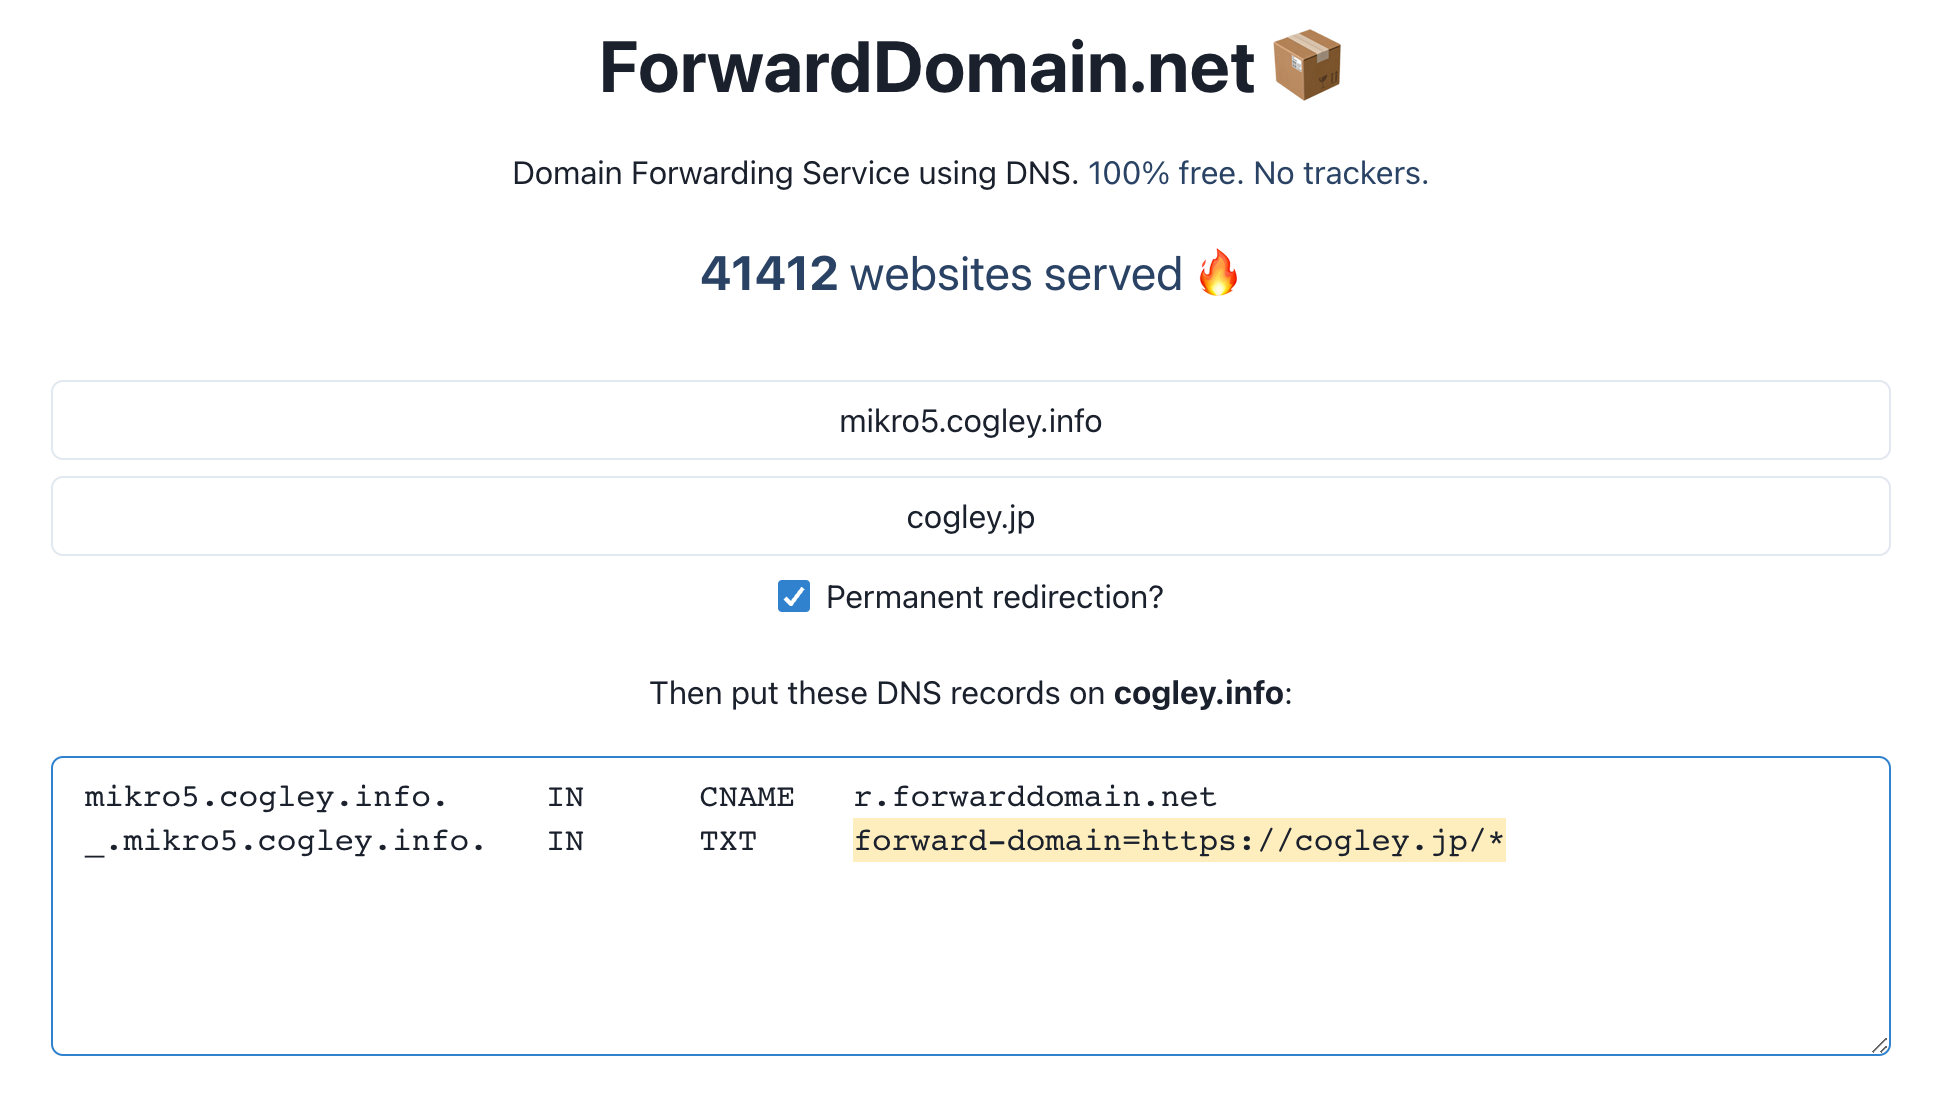 ForwardDomain.net 📦
Domain Forwarding Service using DNS. 100% free. No trackers.
41412 websites served 🔥
mikro5.cogley.info
cogley.jp
Permanent redirection?
Then put these DNS records on cogley.info:
mikro5.cogley.info. IN CNAME r.forwarddomain.net
_.mikro5.cogley.info. IN TXT forward-domain=https://cogley.jp/*